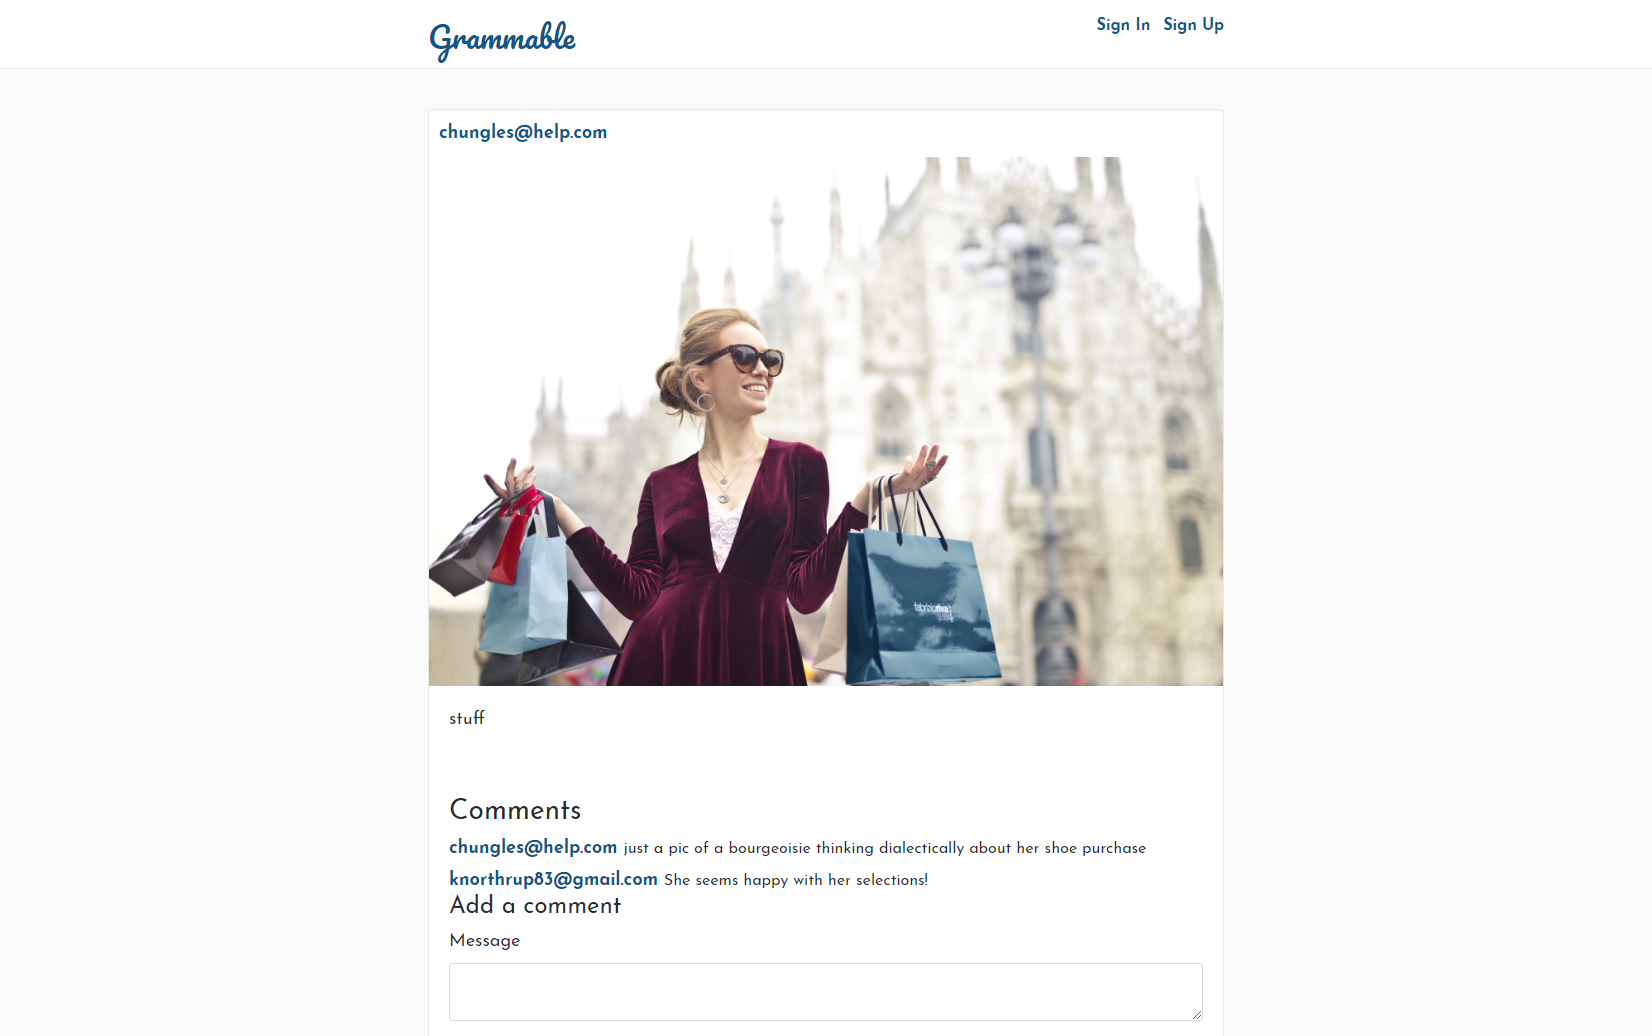 Grammable
Sign In Sign Up
chungles@help.com
fabrizioriva
stuff
Comments
chungles@help.com just a pic of a bourgeoisie thinking dialectically about her shoe purchase
knorthrup83@gmail.com She seems happy with her selections!
Add a comment
Message